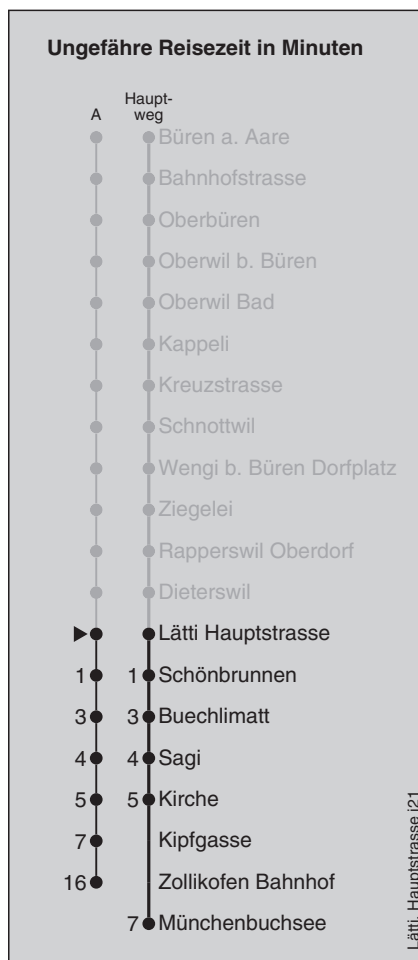 Ungefähre Reisezeit in Minuten
A Haupt-
weg
Büren a. Aare
Bahnhofstrasse
Oberbüren
Oberwil b. Büren
Oberwil Bad
Kappeli
Kreuzstrasse
Schnottwil
Wengi b. Büren Dorfplatz
Ziegelei
Rapperswil Oberdorf
Dieterswil
Lätti Hauptstrasse
1 1 Schönbrunnen
3 3 Buechlimatt
4 4 Sagi
5 5 Kirche
7 Kipfgasse
16 Zollikofen Bahnhof
7 Münchenbuchsee
Lätti, Hauptstrasse j21